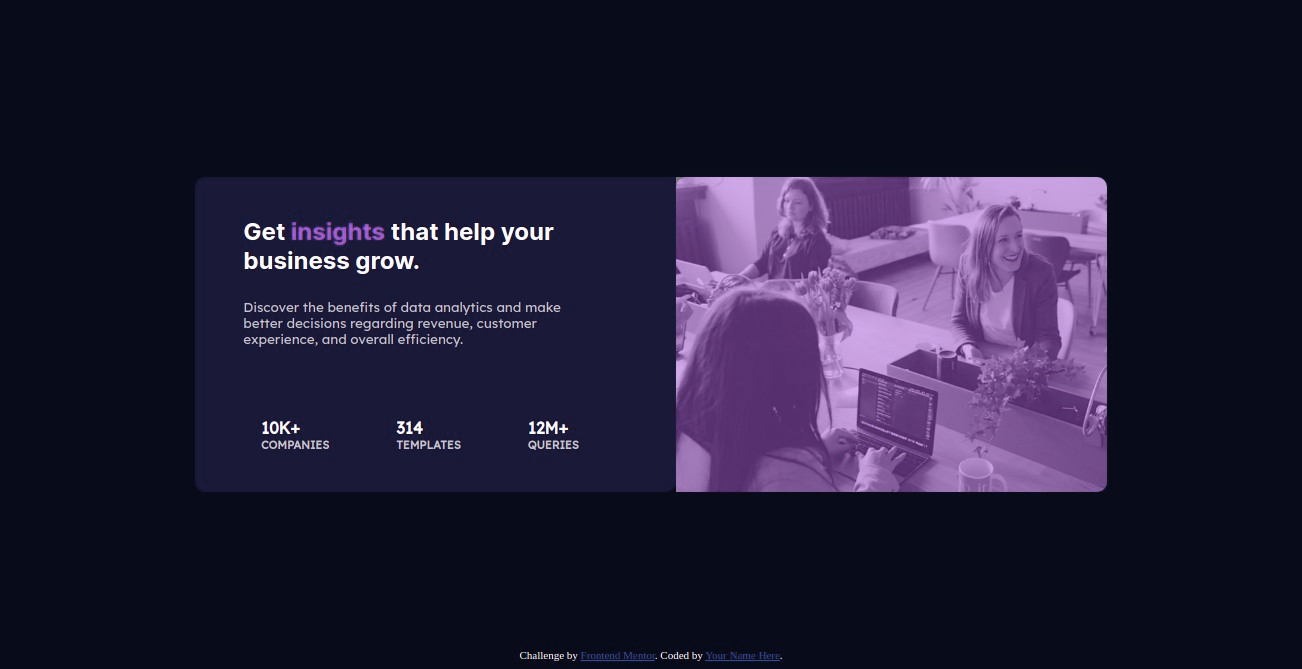 Get insights that help your
business grow.
Discover the benefits of data analytics and make
better decisions regarding revenue, customer
experience, and overall efficiency.
10K+ 314 12M+
COMPANIES TEMPLATES QUERIES
Challenge by Frontend Mentor. Coded by Your Name Here.